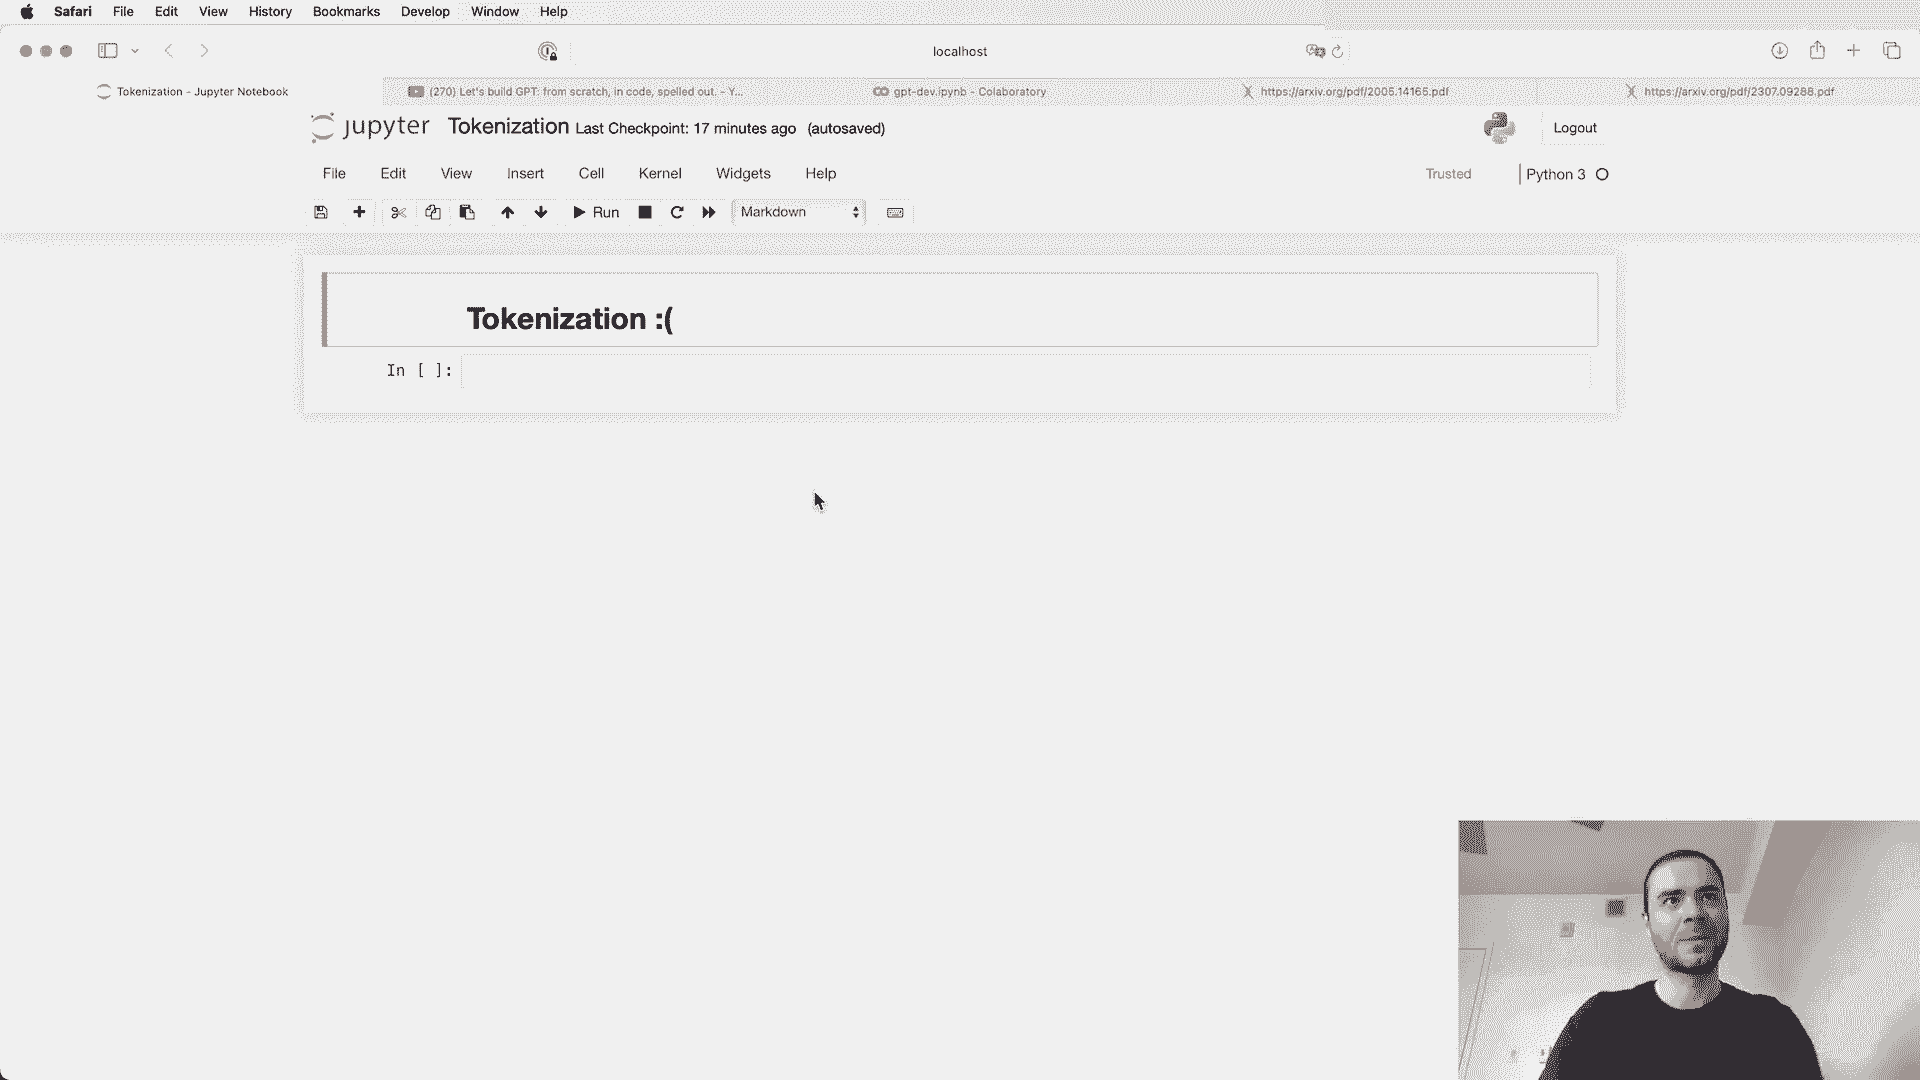 Safari File Edit View History Bookmarks Develop Window Help
localhost
Tokenization - Jupyter Notebook
(270) Let's build GPT: from scratch, in code, spelled out. - Y...
gpt-dev.ipynb - Colaboratory
https://arxiv.org/pdf/2005.14165.pdf
https://arxiv.org/pdf/2307.09288.pdf
jupyter Tokenization Last Checkpoint: 17 minutes ago (autosaved)
Logout
File Edit View Insert Cell Kernel Widgets Help
Trusted
Python 3
Run
Markdown
Tokenization :(
In [ ]: